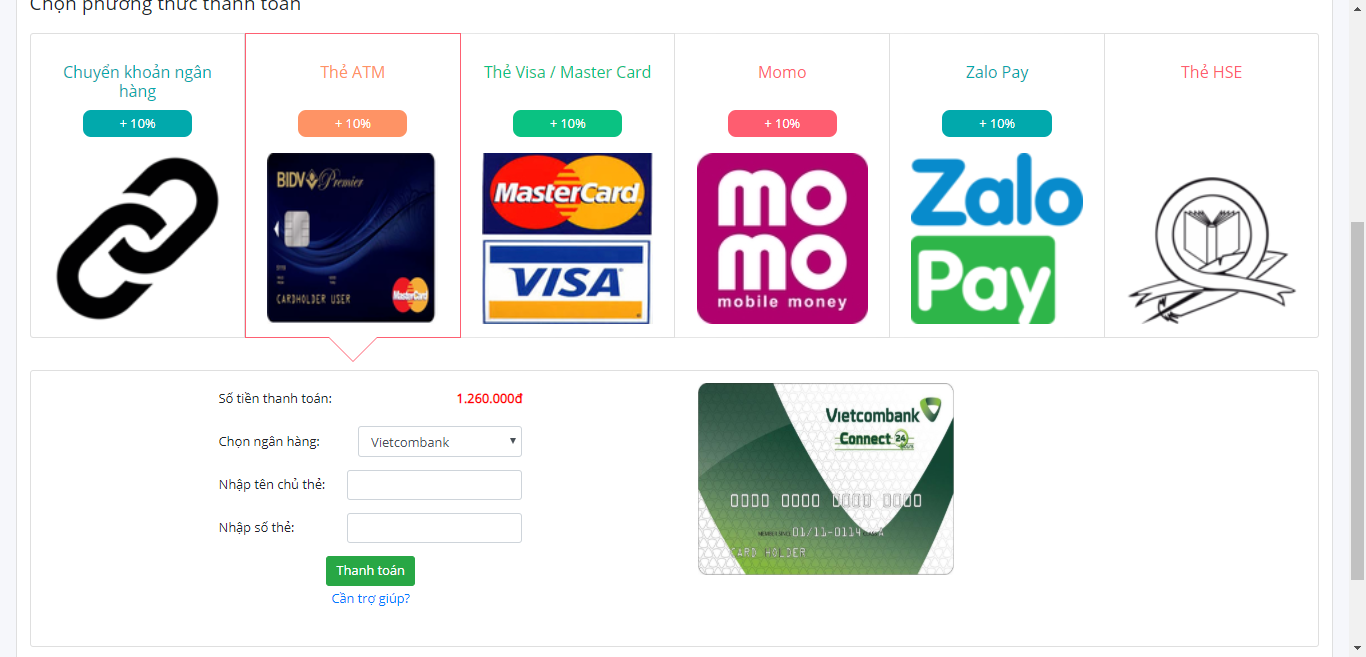 Chọn phương thức thanh toán
Chuyển khoản ngân
hàng
+ 10%
Thẻ ATM
+ 10%
BIDV Premier
CARDHOLDER USER
MasterCard
Thẻ Visa / Master Card
+ 10%
MasterCard
VISA
Momo
+ 10%
mo
mo
mobile money
Zalo Pay
+ 10%
Zalo
Pay
Thẻ HSE
Số tiền thanh toán:
1.260.000đ
Chọn ngân hàng:
Vietcombank
Nhập tên chủ thẻ:
Nhập số thẻ:
Thanh toán
Cần trợ giúp?
Vietcombank
Connect 24
0000 0000 0000 0000
01/11-0114
CARD HOLDER